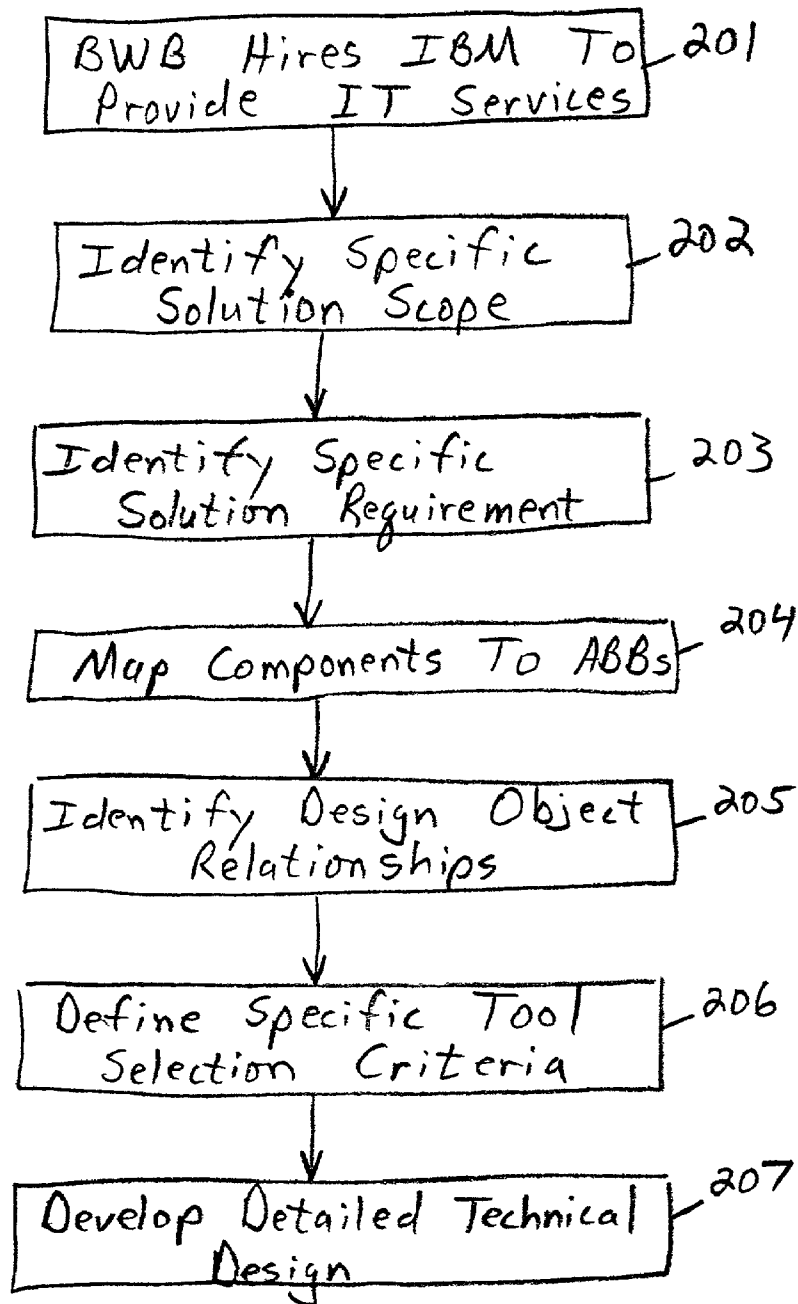 BWB Hires IBM To
Provide IT Services
201
Identify Specific
Solution Scope
202
Identify Specific
Solution Requirement
203
Map Components To ABBs
204
Identify Design Object
Relationships
205
Define Specific Tool
Selection Criteria
206
Develop Detailed Technical
Design
207